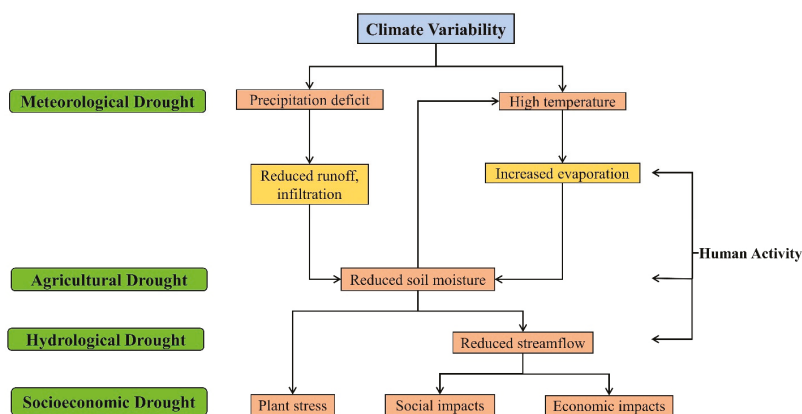 Climate Variability
Meteorological Drought
Precipitation deficit
High temperature
Reduced runoff,
infiltration
Increased evaporation
Human Activity
Agricultural Drought
Reduced soil moisture
Hydrological Drought
Reduced streamflow
Socioeconomic Drought
Plant stress
Social impacts
Economic impacts